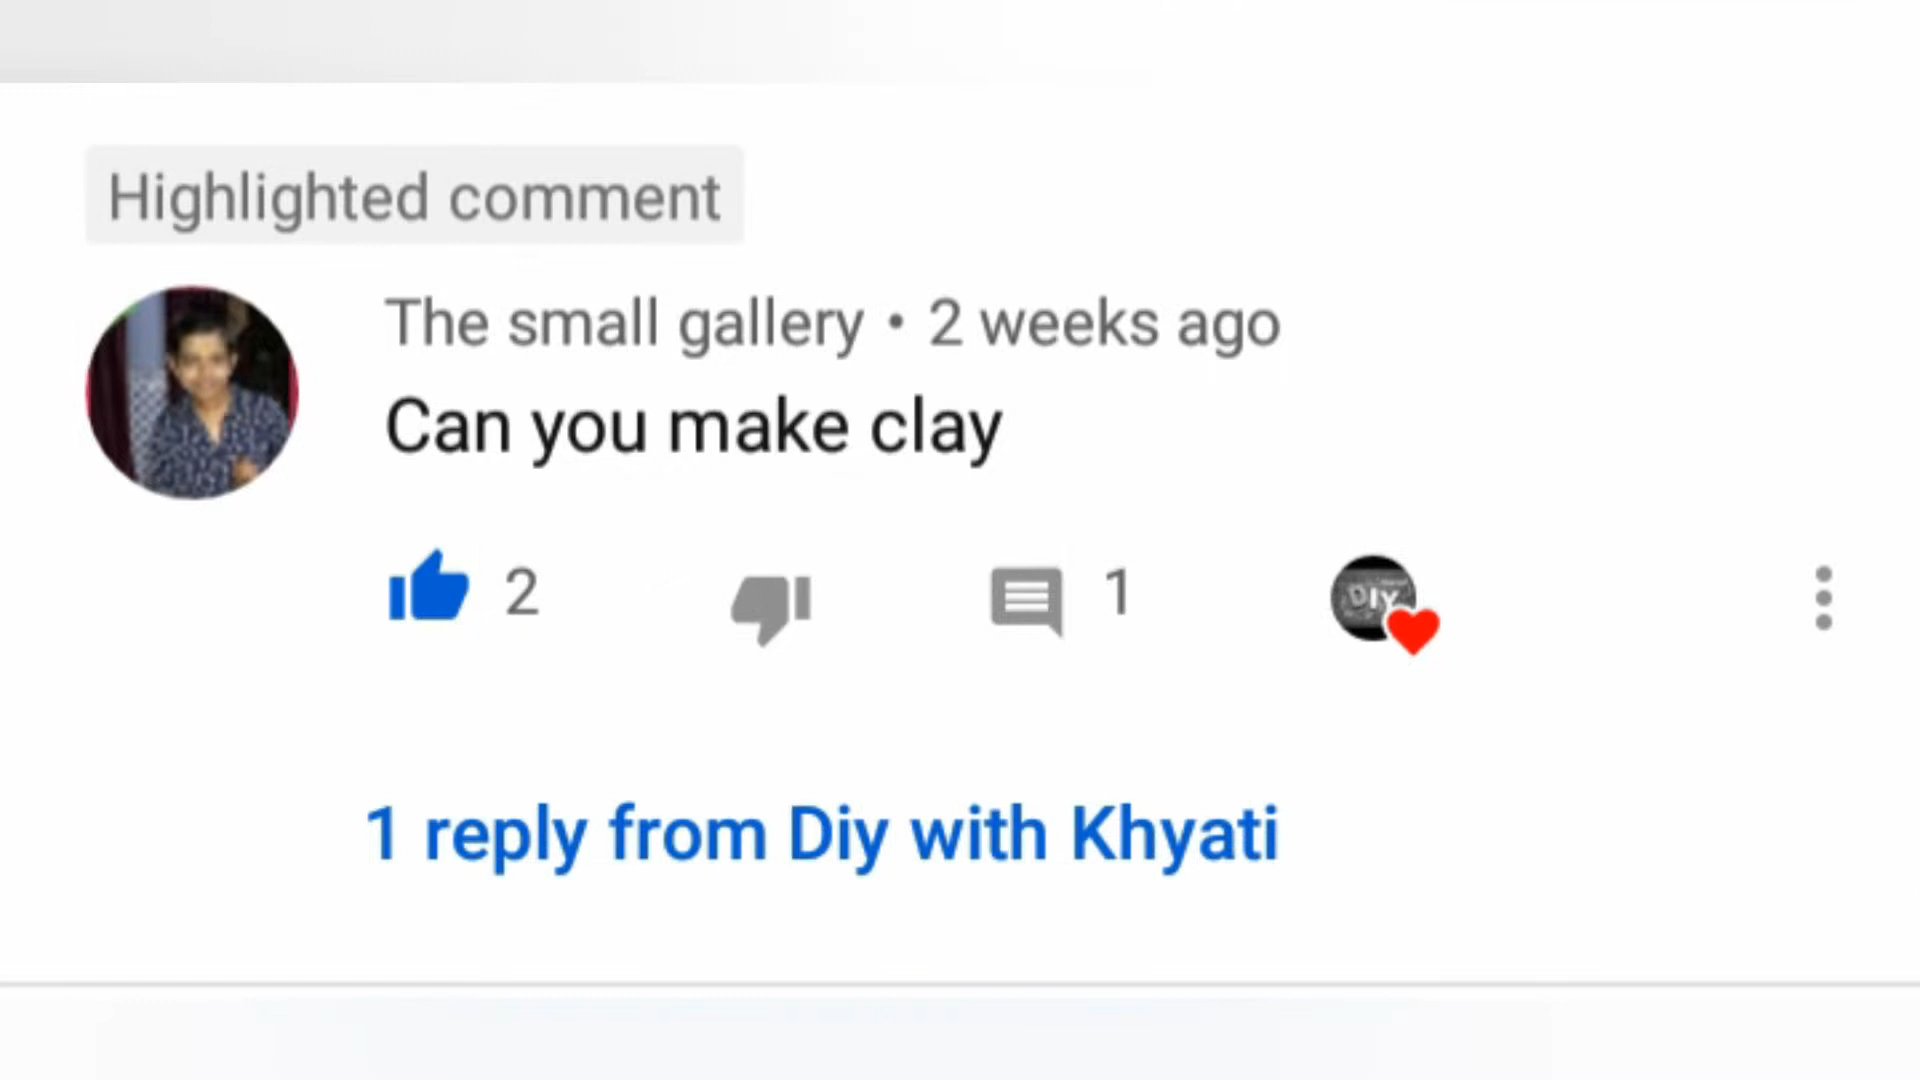 Highlighted comment
The small gallery • 2 weeks ago
Can you make clay
2
1
DIY
1 reply from Diy with Khyati